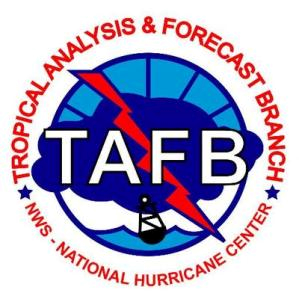 TROPICAL ANALYSIS & FORECAST BRANCH
TAFB
NWS - NATIONAL HURRICANE CENTER